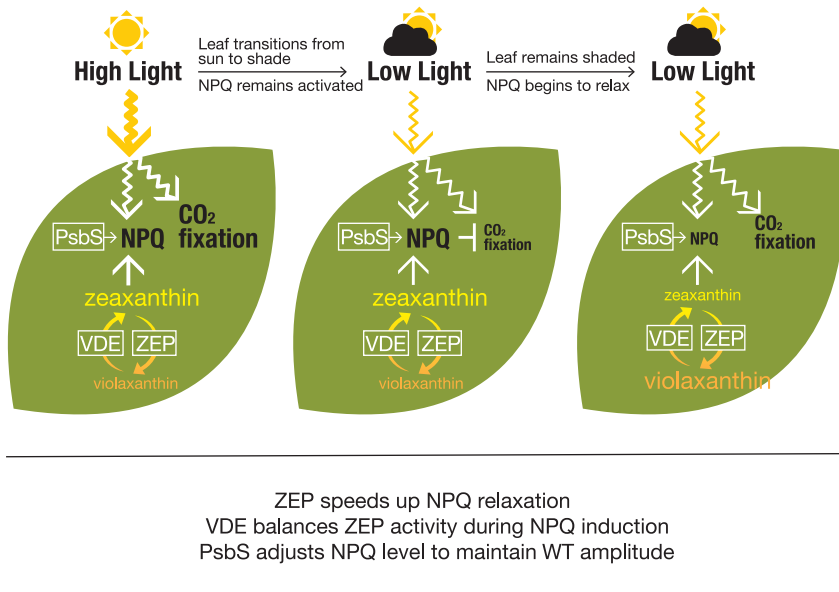 High Light
Leaf transitions from
sun to shade
NPQ remains activated
Low Light
Leaf remains shaded
NPQ begins to relax
Low Light
PsbS
NPQ
CO₂
fixation
zeaxanthin
VDE
ZEP
violaxanthin
PsbS
NPQ
CO₂
fixation
zeaxanthin
VDE
ZEP
violaxanthin
PsbS
NPQ
CO₂
fixation
zeaxanthin
VDE
ZEP
violaxanthin
ZEP speeds up NPQ relaxation
VDE balances ZEP activity during NPQ induction
PsbS adjusts NPQ level to maintain WT amplitude